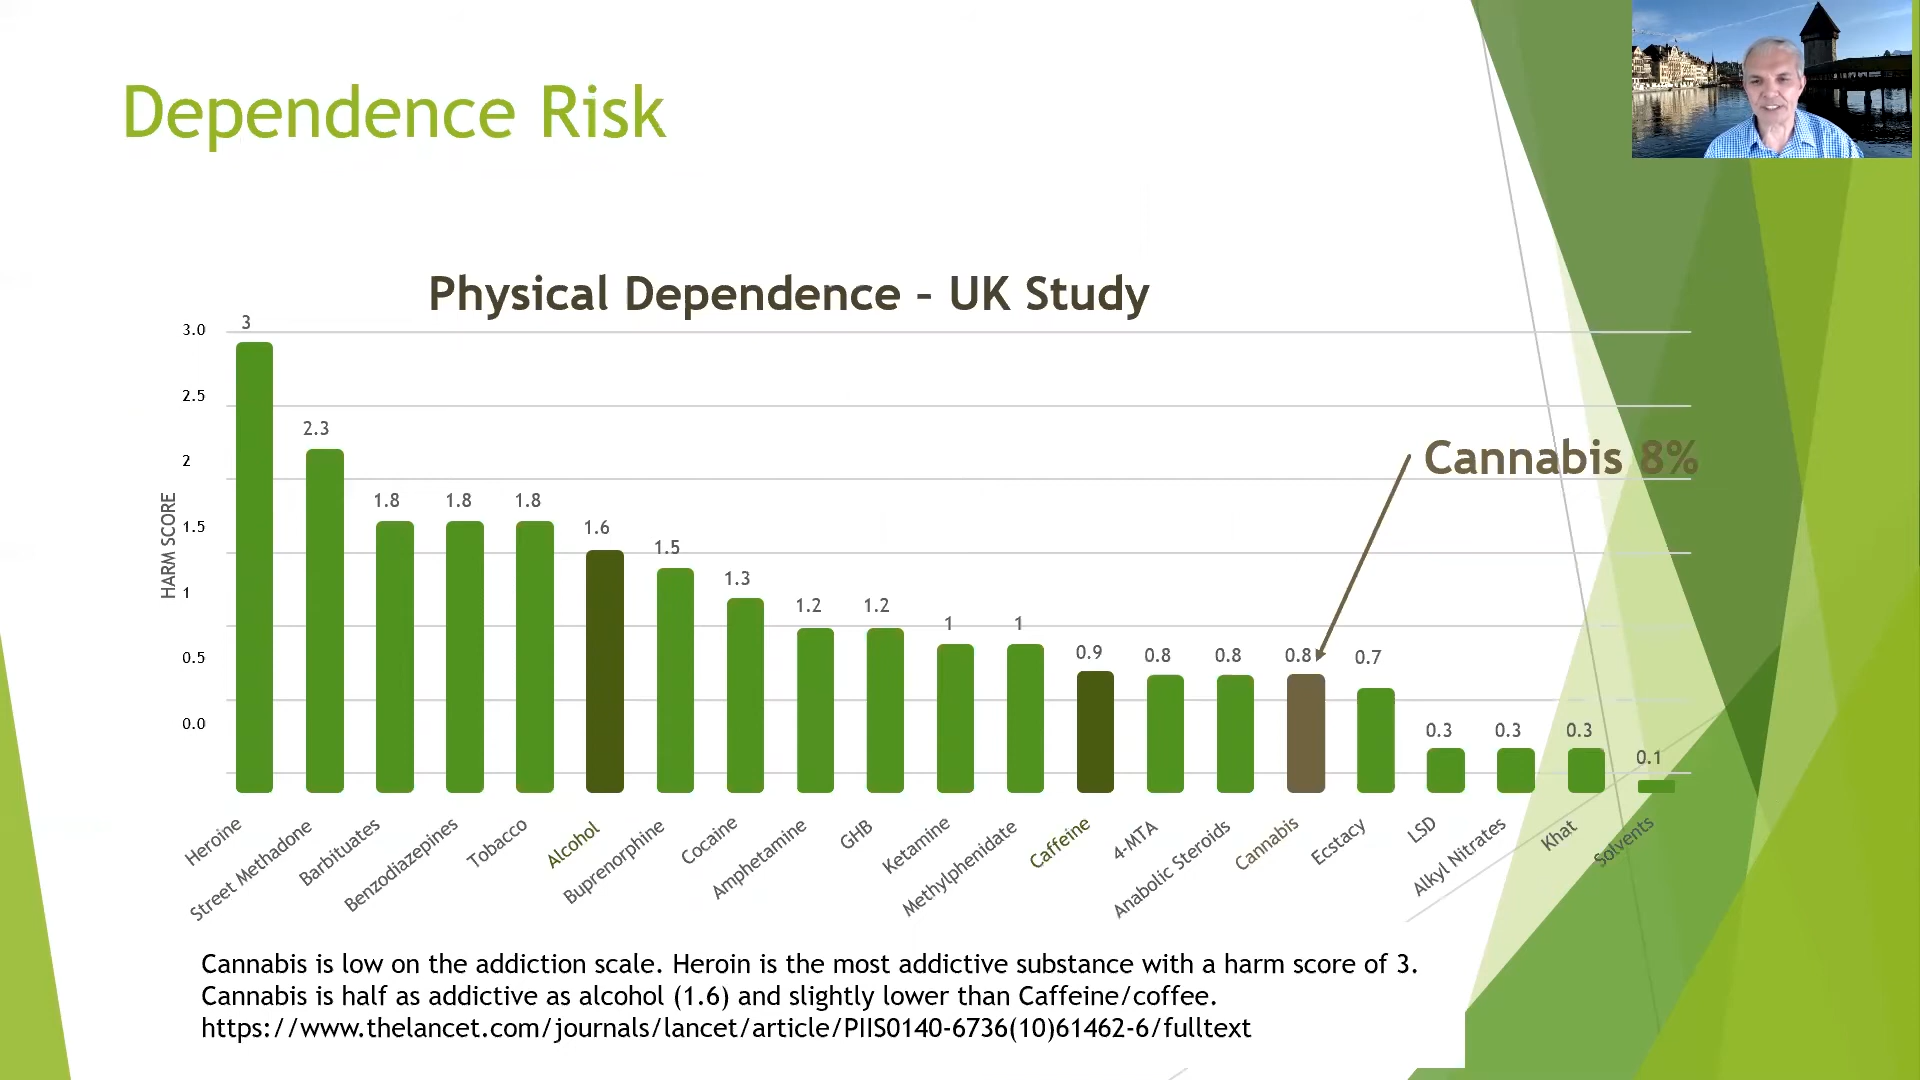 Dependence Risk
Physical Dependence – UK Study
3.0
2.5
2
1.5
1
0.5
0.0
HARM SCORE
3
2.3
1.8
1.8
1.8
1.6
1.5
1.3
1.2
1.2
1
1
0.9
0.8
0.8
0.8
0.7
0.3
0.3
0.3
0.1
Cannabis 8%
Heroine
Street Methadone
Barbituates
Benzodiazepines
Tobacco
Alcohol
Buprenorphine
Cocaine
Amphetamine
GHB
Ketamine
Methylphenidate
Caffeine
4-MTA
Anabolic Steroids
Cannabis
Ecstacy
LSD
Alkyl Nitrates
Khat
Solvents
Cannabis is low on the addiction scale. Heroin is the most addictive substance with a harm score of 3.
Cannabis is half as addictive as alcohol (1.6) and slightly lower than Caffeine/coffee.
https://www.thelancet.com/journals/lancet/article/PIIS0140-6736(10)61462-6/fulltext